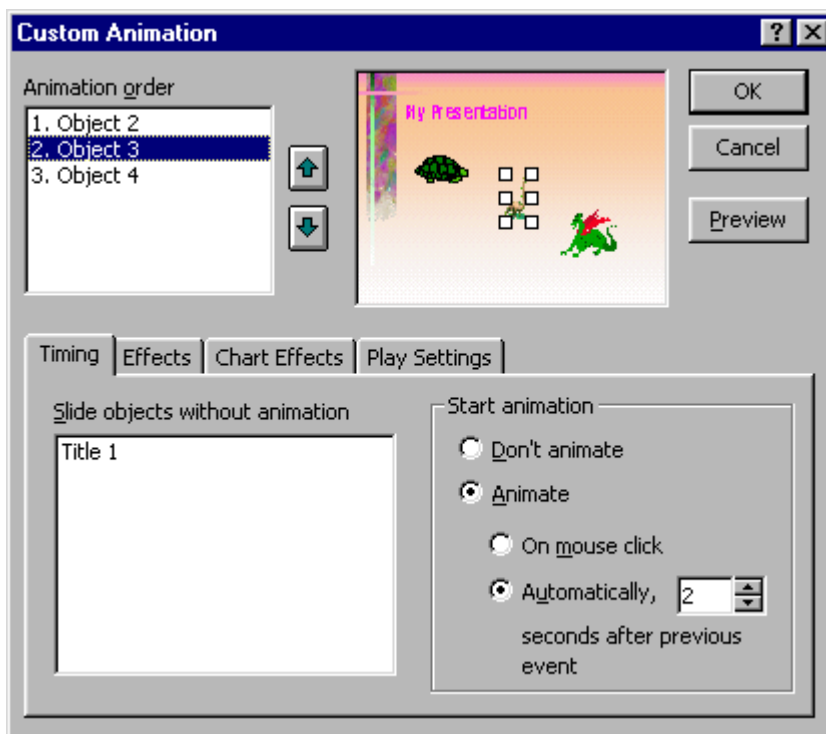 Custom Animation
Animation order
1. Object 2
2. Object 3
3. Object 4
My Presentation
OK
Cancel
Preview
Timing
Effects
Chart Effects
Play Settings
Slide objects without animation
Title 1
Start animation
Don't animate
Animate
On mouse click
Automatically, 2
seconds after previous
event